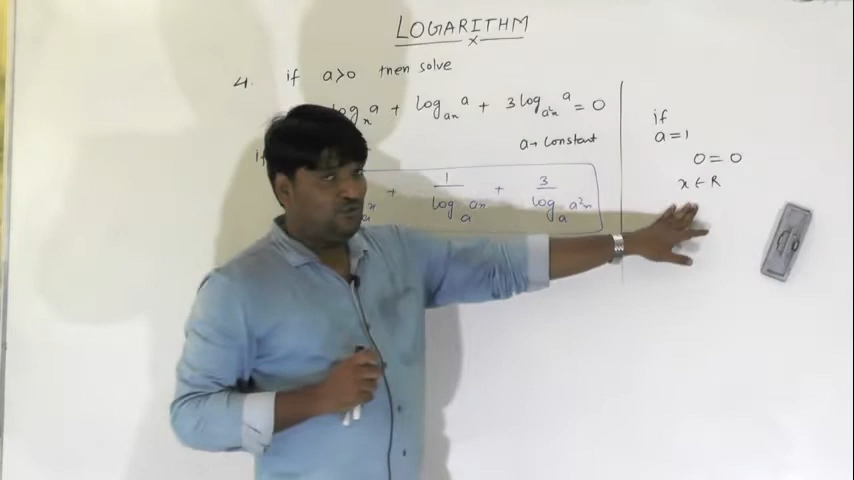 LOGARITHM
x
4. if a>0 then solve
log_x a + log_ax a + 3 log_a²x a = 0
a → constant
+ 1/log_a ax + 3/log_a a²x
if
a=1
0 = 0
x ∈ R